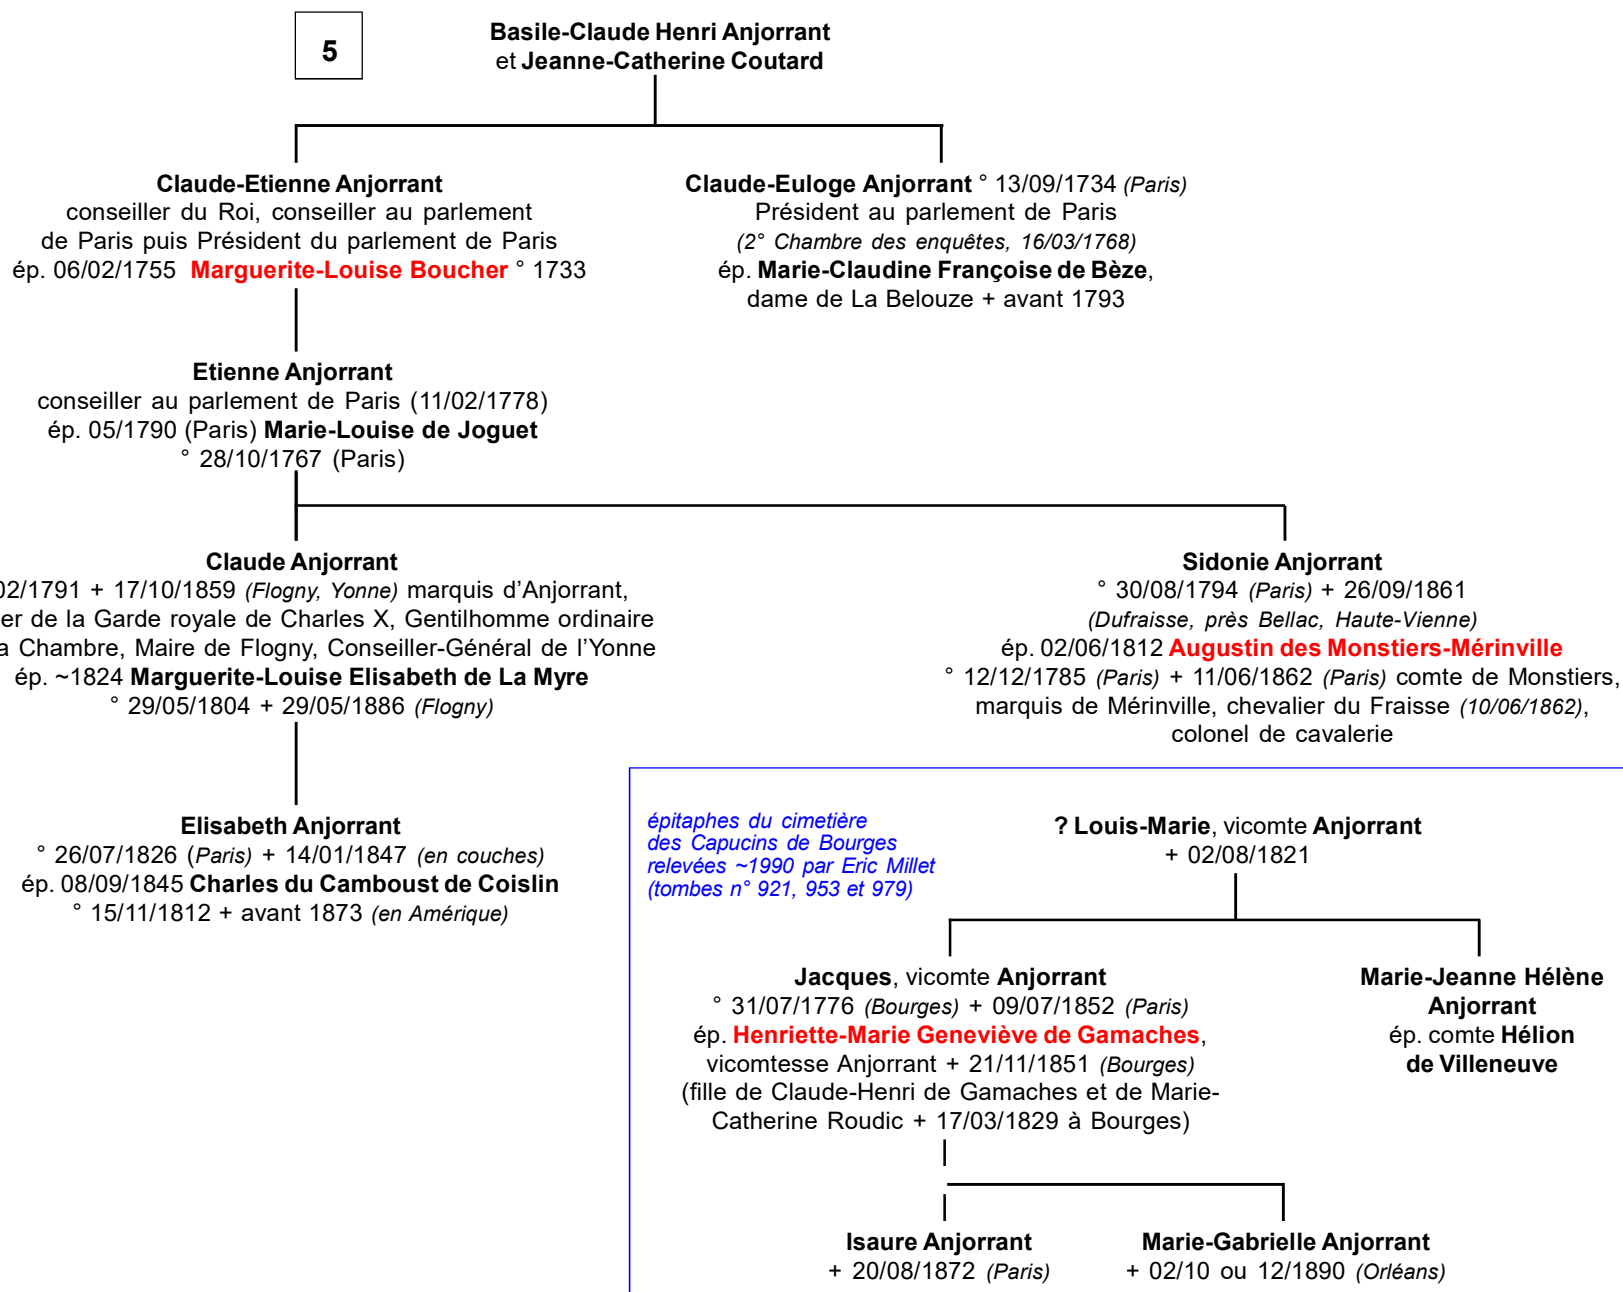 5
Basile-Claude Henri Anjorrant
et Jeanne-Catherine Coutard
Claude-Etienne Anjorrant
conseiller du Roi, conseiller au parlement
de Paris puis Président du parlement de Paris
ép. 06/02/1755 Marguerite-Louise Boucher ° 1733
Claude-Euloge Anjorrant ° 13/09/1734 (Paris)
Président au parlement de Paris
(2° Chambre des enquêtes, 16/03/1768)
ép. Marie-Claudine Françoise de Bèze,
dame de La Belouze + avant 1793
Etienne Anjorrant
conseiller au parlement de Paris (11/02/1778)
ép. 05/1790 (Paris) Marie-Louise de Joguet
° 28/10/1767 (Paris)
Claude Anjorrant
02/1791 + 17/10/1859 (Flogny, Yonne) marquis d'Anjorrant,
er de la Garde royale de Charles X, Gentilhomme ordinaire
a Chambre, Maire de Flogny, Conseiller-Général de l'Yonne
ép. ~1824 Marguerite-Louise Elisabeth de La Myre
° 29/05/1804 + 29/05/1886 (Flogny)
Sidonie Anjorrant
° 30/08/1794 (Paris) + 26/09/1861
(Dufraisse, près Bellac, Haute-Vienne)
ép. 02/06/1812 Augustin des Monstiers-Mérinville
° 12/12/1785 (Paris) + 11/06/1862 (Paris) comte de Monstiers,
marquis de Mérinville, chevalier du Fraisse (10/06/1862),
colonel de cavalerie
Elisabeth Anjorrant
° 26/07/1826 (Paris) + 14/01/1847 (en couches)
ép. 08/09/1845 Charles du Camboust de Coislin
° 15/11/1812 + avant 1873 (en Amérique)
épitaphes du cimetière
des Capucins de Bourges
relevées ~1990 par Eric Millet
(tombes n° 921, 953 et 979)
? Louis-Marie, vicomte Anjorrant
+ 02/08/1821
Jacques, vicomte Anjorrant
° 31/07/1776 (Bourges) + 09/07/1852 (Paris)
ép. Henriette-Marie Geneviève de Gamaches,
vicomtesse Anjorrant + 21/11/1851 (Bourges)
(fille de Claude-Henri de Gamaches et de Marie-
Catherine Roudic + 17/03/1829 à Bourges)
Marie-Jeanne Hélène
Anjorrant
ép. comte Hélion
de Villeneuve
Isaure Anjorrant
+ 20/08/1872 (Paris)
Marie-Gabrielle Anjorrant
+ 02/10 ou 12/1890 (Orléans)